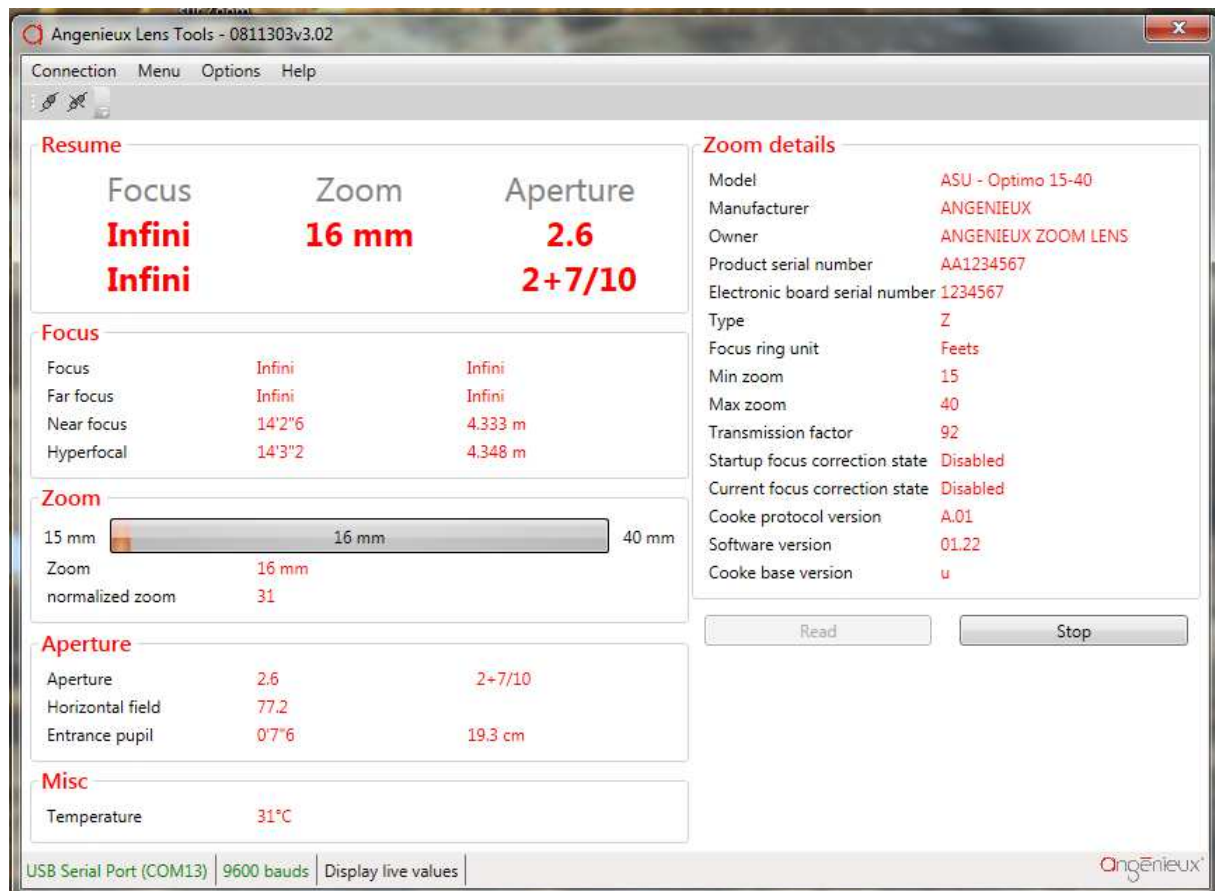 Angenieux Lens Tools - 0811303v3.02
Connection Menu Options Help
Resume
Focus Zoom Aperture
Infini 16 mm 2.6
Infini 2+7/10
Focus
Focus Infini Infini
Far focus Infini Infini
Near focus 14'2"6 4.333 m
Hyperfocal 14'3"2 4.348 m
Zoom
15 mm 16 mm 40 mm
Zoom 16 mm
normalized zoom 31
Aperture
Aperture 2.6 2+7/10
Horizontal field 77.2
Entrance pupil 0'7"6 19.3 cm
Misc
Temperature 31°C
Zoom details
Model ASU - Optimo 15-40
Manufacturer ANGENIEUX
Owner ANGENIEUX ZOOM LENS
Product serial number AA1234567
Electronic board serial number 1234567
Type Z
Focus ring unit Feets
Min zoom 15
Max zoom 40
Transmission factor 92
Startup focus correction state Disabled
Current focus correction state Disabled
Cooke protocol version A.01
Software version 01.22
Cooke base version u
Read Stop
USB Serial Port (COM13) 9600 bauds Display live values
angēnieux